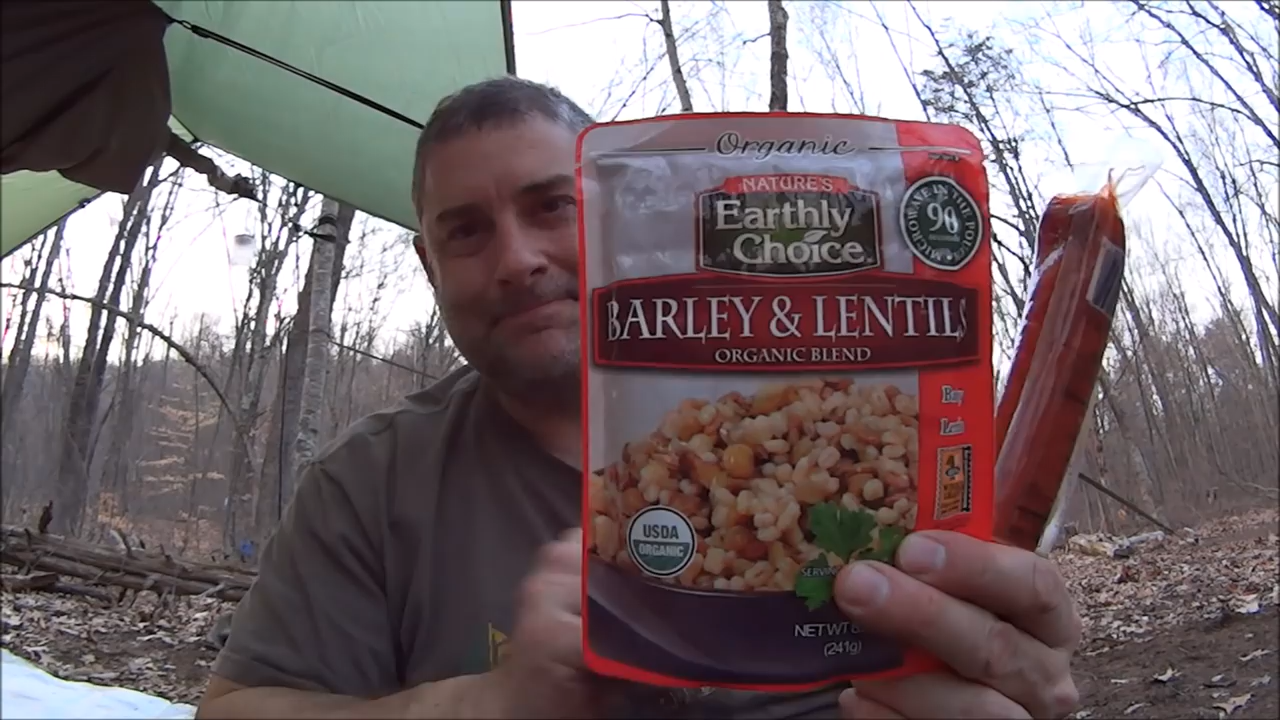 Organic
NATURE'S
Earthly
Choice
MICROWAVE IN THE POUCH
90
BARLEY & LENTILS
ORGANIC BLEND
USDA
ORGANIC
NET WT
(241g)